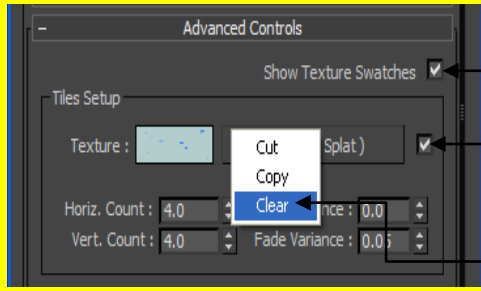 Advanced Controls
Show Texture Swatches
Tiles Setup
Texture : Splat )
Cut
Copy
Clear
Horiz. Count : 4.0 nce : 0.0
Vert. Count : 4.0 Fade Variance : 0.05